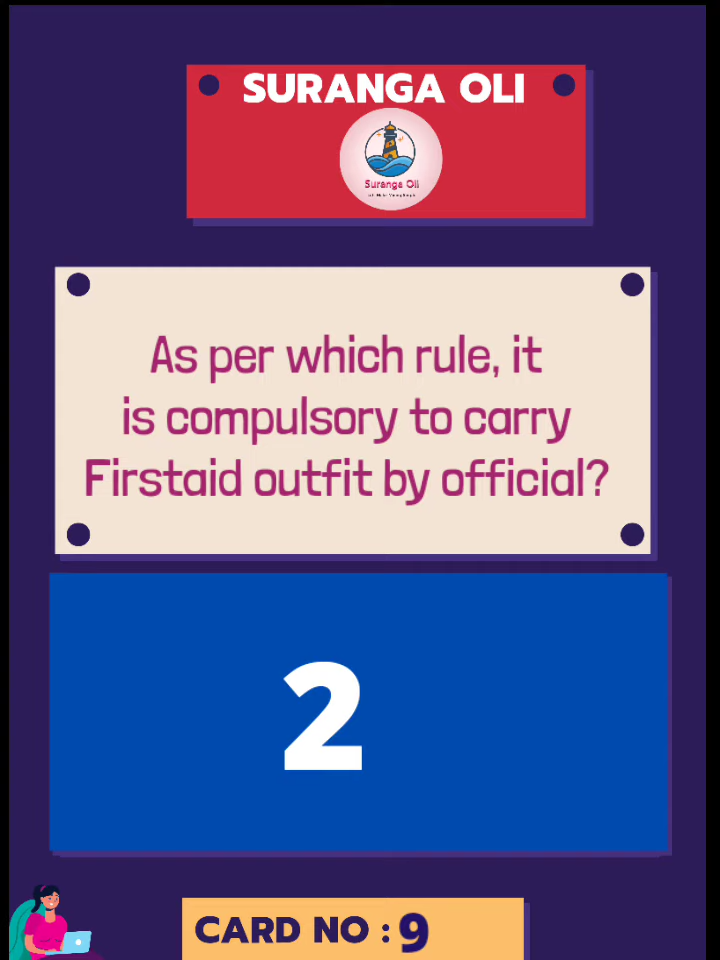 SURANGA OLI
Suranga Oli
As per which rule, it
is compulsory to carry
Firstaid outfit by official?
2
CARD NO : 9